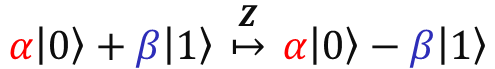 α|0⟩ + β|1⟩ ↦ᶻ α|0⟩ − β|1⟩